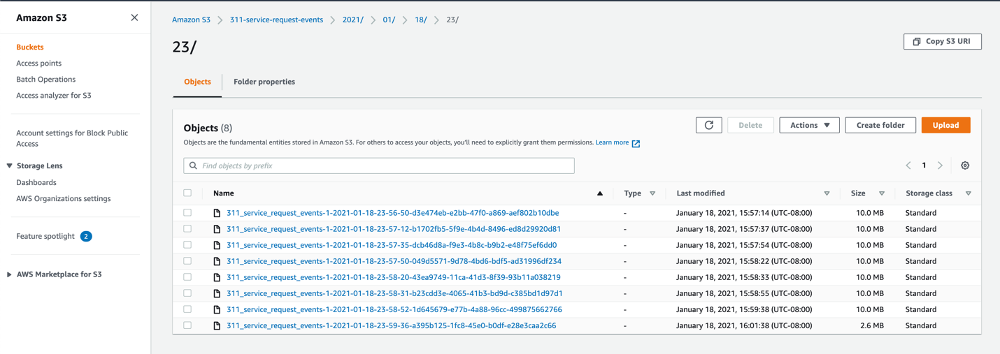 Amazon S3
Amazon S3 > 311-service-request-events > 2021/ > 01/ > 18/ > 23/
23/
Copy S3 URI
Buckets
Access points
Batch Operations
Access analyzer for S3
Account settings for Block Public
Access
Storage Lens
Dashboards
AWS Organizations settings
Feature spotlight 2
AWS Marketplace for S3
Objects Folder properties
Objects (8)
Delete Actions Create folder Upload
Objects are the fundamental entities stored in Amazon S3. For others to access your objects, you'll need to explicitly grant them permissions. Learn more
Find objects by prefix
1
Name Type Last modified Size Storage class
311_service_request_events-1-2021-01-18-23-56-50-d3e474eb-e2bb-47f0-a869-aef802b10dbe - January 18, 2021, 15:57:14 (UTC-08:00) 10.0 MB Standard
311_service_request_events-1-2021-01-18-23-57-12-b1702fb5-5f9e-4b4d-8496-ed8d29920d81 - January 18, 2021, 15:57:37 (UTC-08:00) 10.0 MB Standard
311_service_request_events-1-2021-01-18-23-57-35-dcb46d8a-f9e3-4b8c-b9b2-e48f75ef6dd0 - January 18, 2021, 15:57:54 (UTC-08:00) 10.0 MB Standard
311_service_request_events-1-2021-01-18-23-57-50-049d5571-9d78-4bd6-bdf5-ad31996df234 - January 18, 2021, 15:58:22 (UTC-08:00) 10.0 MB Standard
311_service_request_events-1-2021-01-18-23-58-20-43ea9749-11ca-41d3-8f39-93b11a038219 - January 18, 2021, 15:58:33 (UTC-08:00) 10.0 MB Standard
311_service_request_events-1-2021-01-18-23-58-31-b23cdd3e-4065-41b3-bd9d-c385bd1d97d1 - January 18, 2021, 15:58:55 (UTC-08:00) 10.0 MB Standard
311_service_request_events-1-2021-01-18-23-58-52-1d645679-e77b-4a88-96cc-499875662766 - January 18, 2021, 15:59:38 (UTC-08:00) 10.0 MB Standard
311_service_request_events-1-2021-01-18-23-59-36-a395b125-1fc8-45e0-b0df-e28e3caa2c66 - January 18, 2021, 16:01:38 (UTC-08:00) 2.6 MB Standard